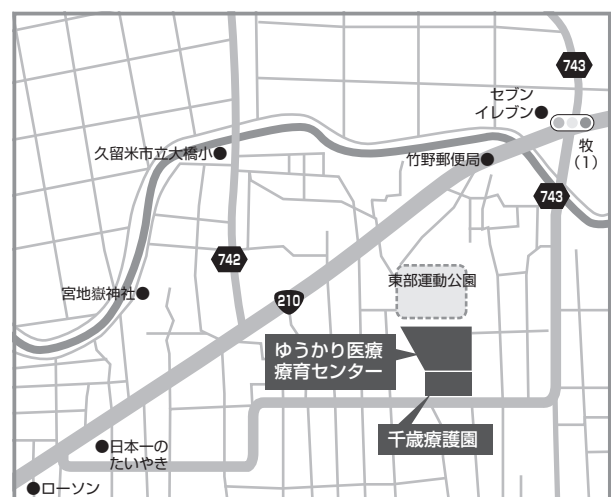 743
セブン
イレブン
牧
(1)
久留米市立大橋小
竹野郵便局
743
742
東部運動公園
宮地嶽神社
210
ゆうかり医療
療育センター
千歳療護園
日本一の
たいやき
ローソン